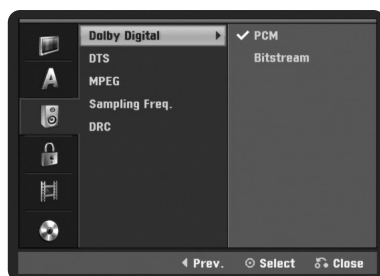 Dolby Digital
DTS
MPEG
Sampling Freq.
DRC
PCM
Bitstream
A
Prev.
Select
Close